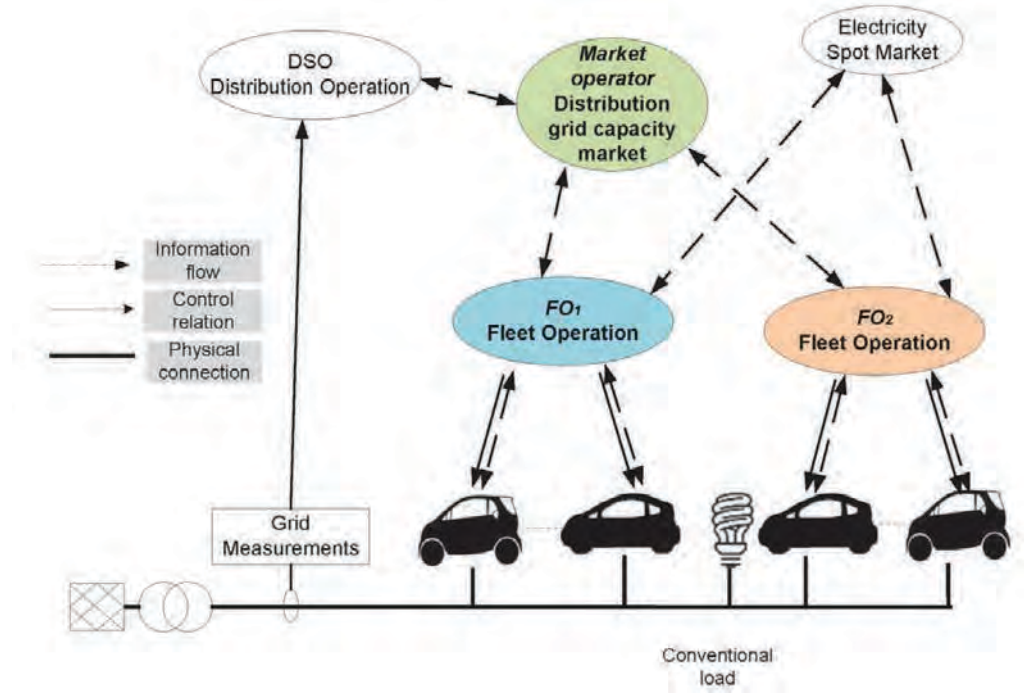 DSO
Distribution Operation
Market
operator
Distribution
grid capacity
market
Electricity
Spot Market
Information
flow
Control
relation
Physical
connection
FO1
Fleet Operation
FO2
Fleet Operation
Grid
Measurements
Conventional
load